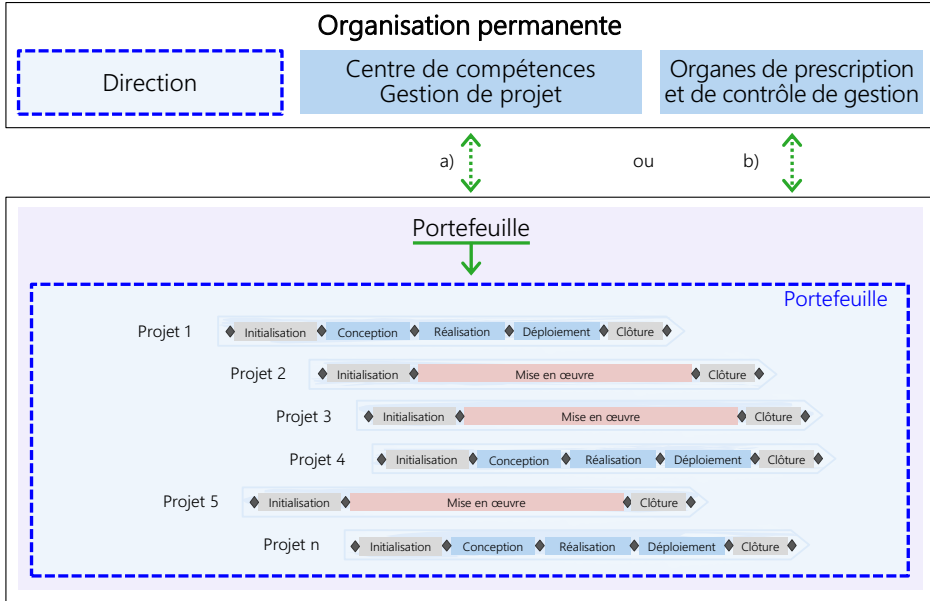 Organisation permanente
Direction
Centre de compétences
Gestion de projet
Organes de prescription
et de contrôle de gestion
a)
ou
b)
Portefeuille
Portefeuille
Projet 1 Initialisation Conception Réalisation Déploiement Clôture
Projet 2 Initialisation Mise en œuvre Clôture
Projet 3 Initialisation Mise en œuvre Clôture
Projet 4 Initialisation Conception Réalisation Déploiement Clôture
Projet 5 Initialisation Mise en œuvre Clôture
Projet n Initialisation Conception Réalisation Déploiement Clôture